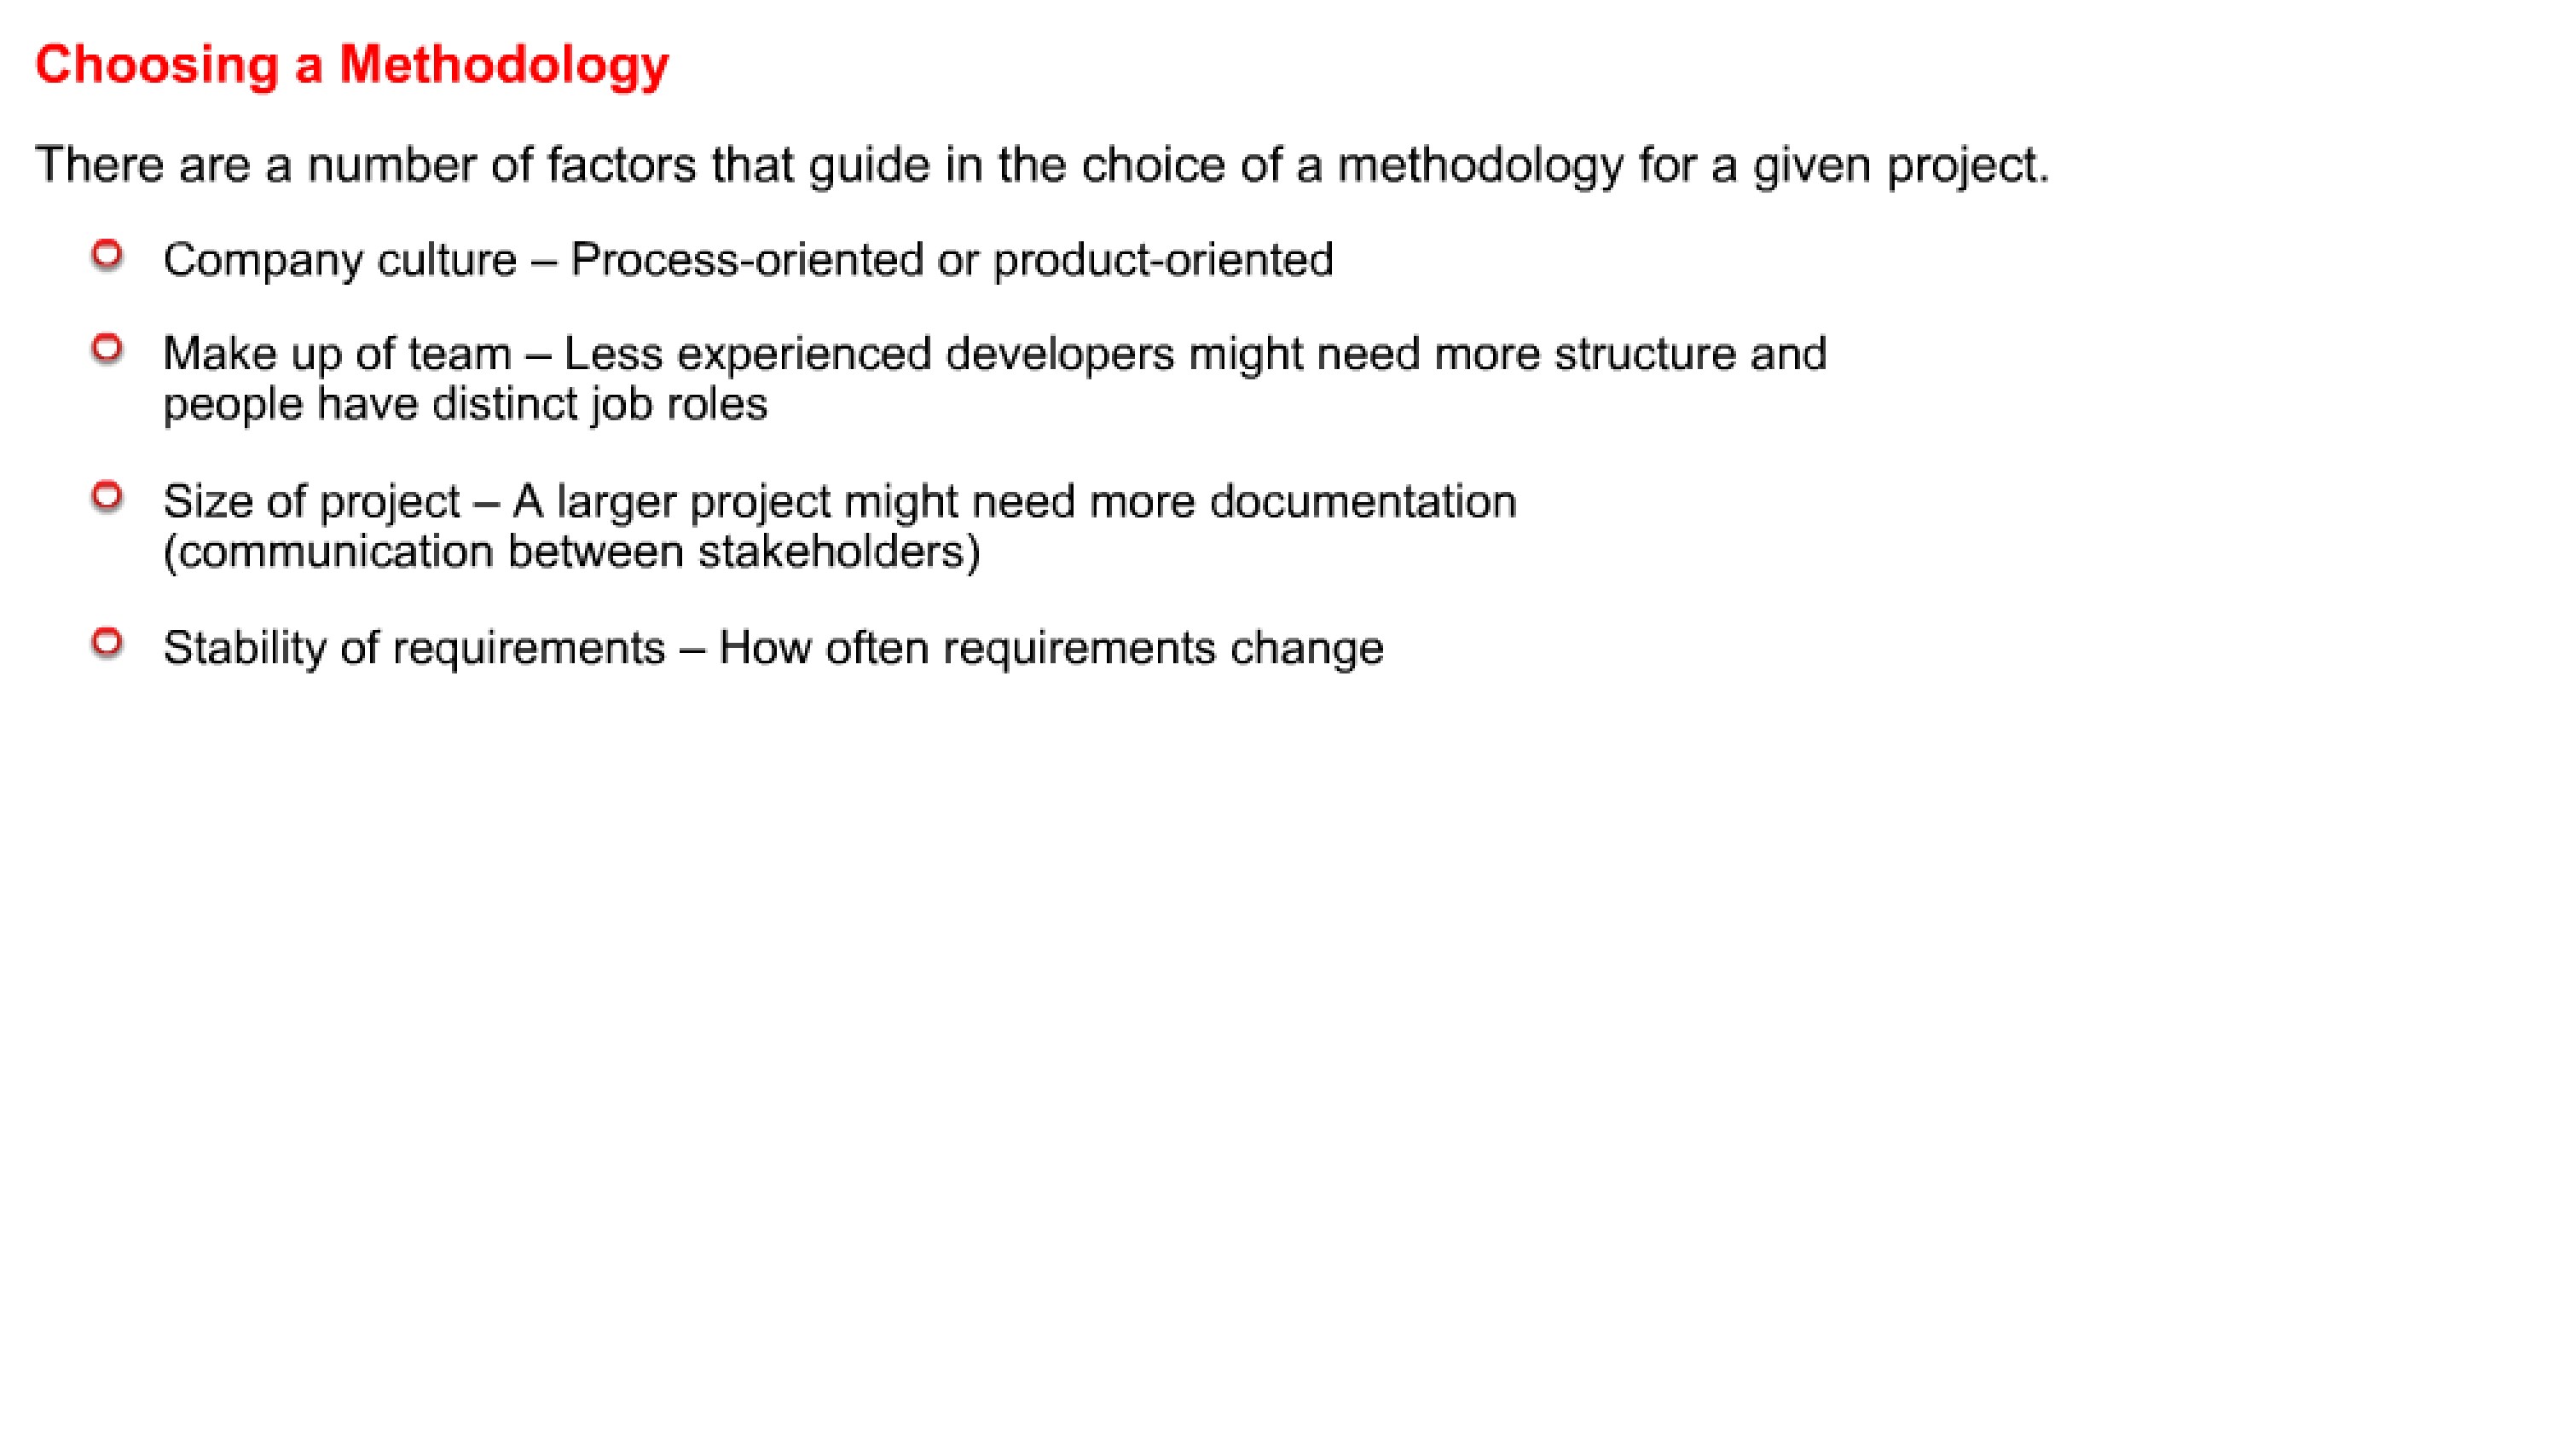 Choosing a Methodology
There are a number of factors that guide in the choice of a methodology for a given project.
Company culture – Process-oriented or product-oriented
Make up of team – Less experienced developers might need more structure and
people have distinct job roles
Size of project – A larger project might need more documentation
(communication between stakeholders)
Stability of requirements – How often requirements change